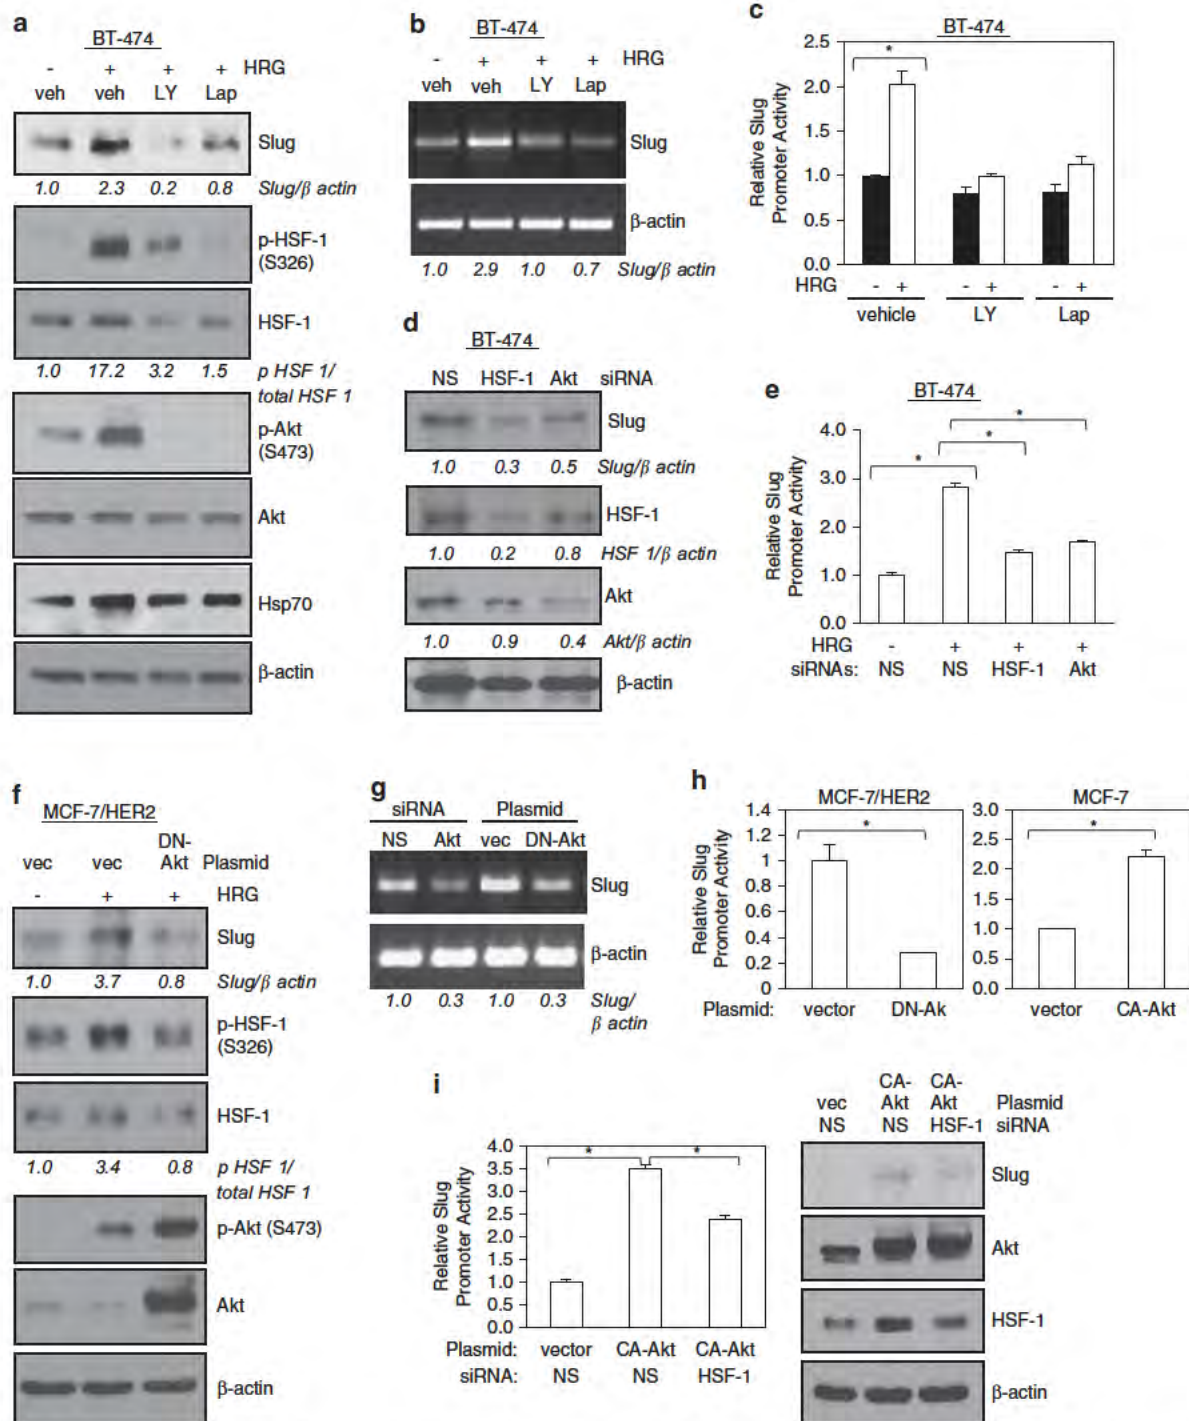 a
BT-474
- + + + HRG
veh veh LY Lap
Slug
1.0 2.3 0.2 0.8 Slug/β actin
p-HSF-1
(S326)
HSF-1
1.0 17.2 3.2 1.5 p HSF 1/
total HSF 1
p-Akt
(S473)
Akt
Hsp70
β-actin
b
BT-474
- + + + HRG
veh veh LY Lap
Slug
β-actin
1.0 2.9 1.0 0.7 Slug/β actin
c
BT-474
Relative Slug
Promoter Activity
2.5
2.0
1.5
1.0
0.5
0.0
*
HRG - + - + - +
vehicle LY Lap
d
BT-474
NS HSF-1 Akt siRNA
Slug
1.0 0.3 0.5 Slug/β actin
HSF-1
1.0 0.2 0.8 HSF 1/β actin
Akt
1.0 0.9 0.4 Akt/β actin
β-actin
e
BT-474
Relative Slug
Promoter Activity
4.0
3.0
2.0
1.0
0.0
* * *
HRG - + + +
siRNAs: NS NS HSF-1 Akt
f
MCF-7/HER2
DN-
vec vec Akt Plasmid
- + + HRG
Slug
1.0 3.7 0.8 Slug/β actin
p-HSF-1
(S326)
HSF-1
1.0 3.4 0.8 p HSF 1/
total HSF 1
p-Akt (S473)
Akt
β-actin
g
siRNA Plasmid
NS Akt vec DN-Akt
Slug
β-actin
1.0 0.3 1.0 0.3 Slug/
β actin
h
MCF-7/HER2
Relative Slug
Promoter Activity
1.4
1.2
1
0.8
0.6
0.4
0.2
0
*
Plasmid: vector DN-Ak
MCF-7
3.0
2.5
2.0
1.5
1.0
0.5
0.0
*
vector CA-Akt
i
Relative Slug
Promoter Activity
4.0
3.5
3.0
2.5
2.0
1.5
1.0
0.5
0.0
* *
Plasmid: vector CA-Akt CA-Akt
siRNA: NS NS HSF-1
CA- CA-
vec Akt Akt Plasmid
NS NS HSF-1 siRNA
Slug
Akt
HSF-1
β-actin